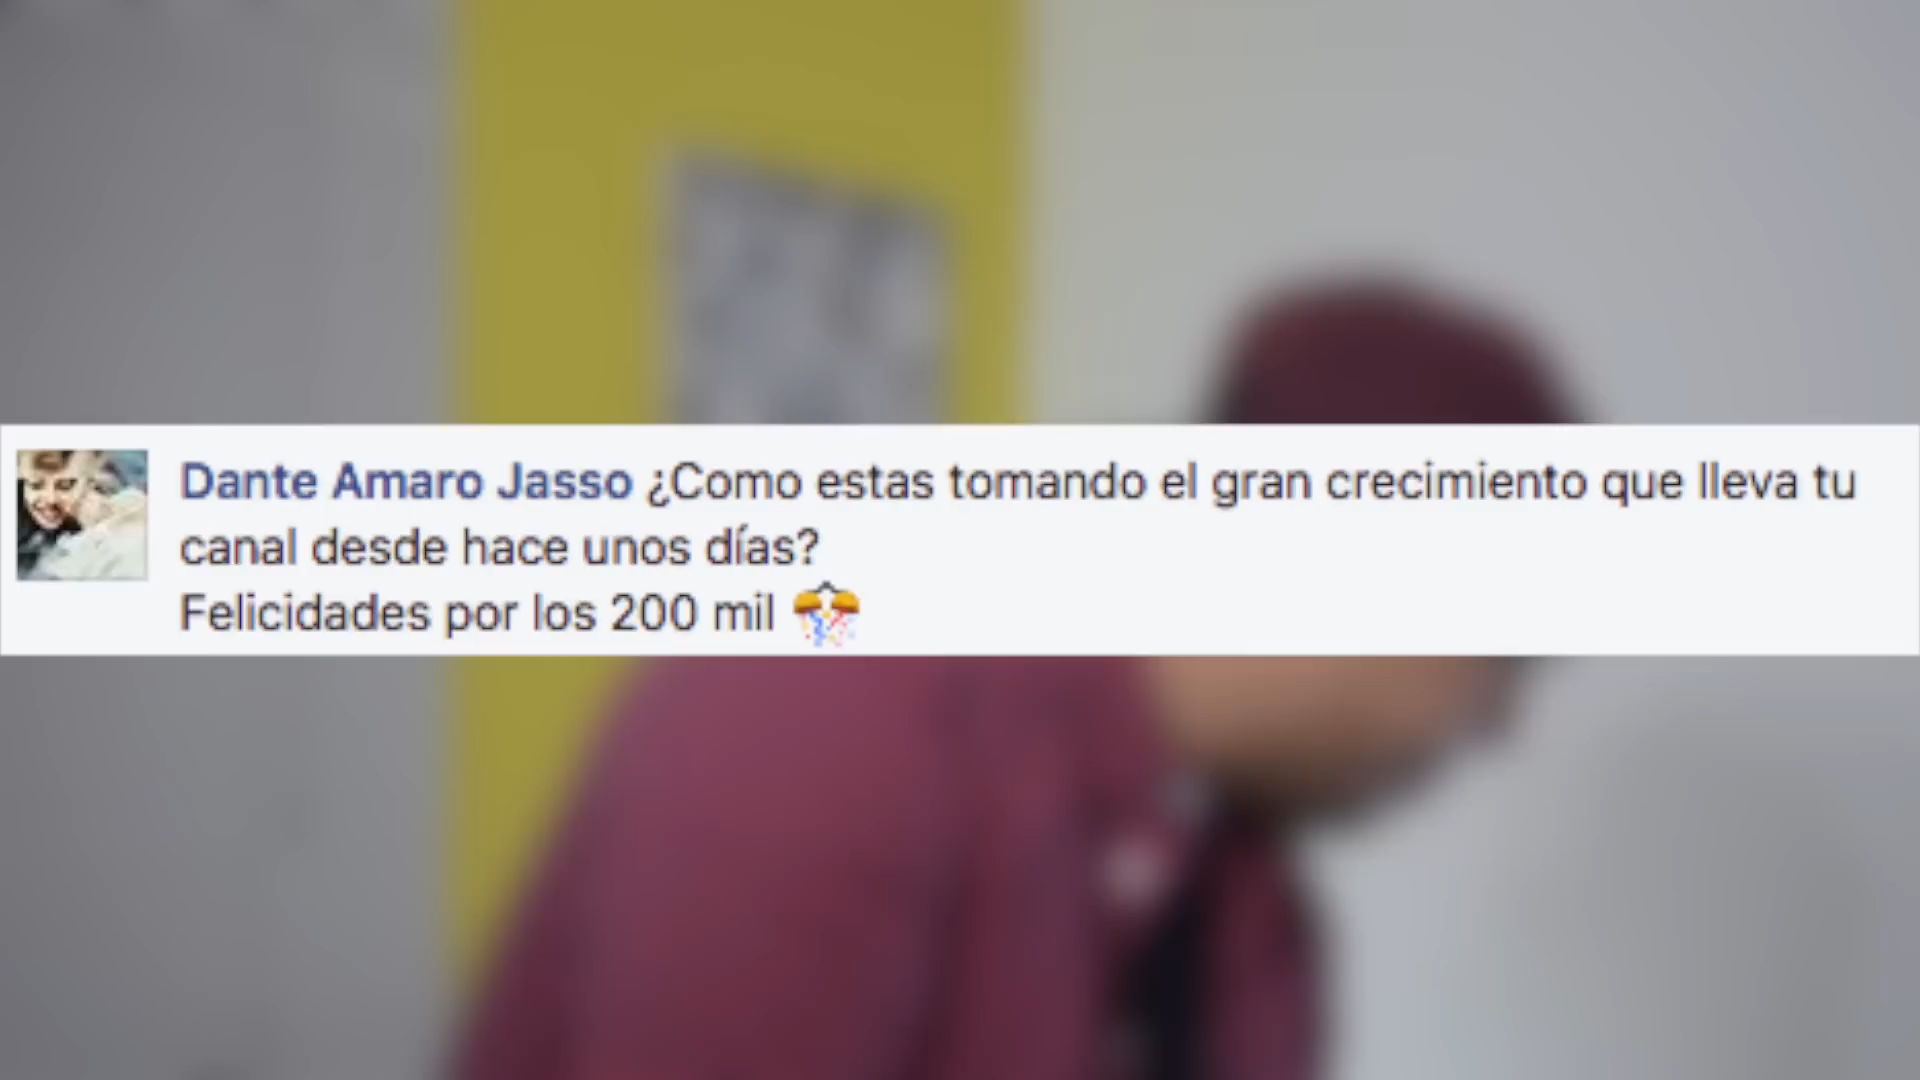 Dante Amaro Jasso ¿Como estas tomando el gran crecimiento que lleva tu
canal desde hace unos días?
Felicidades por los 200 mil 🎊